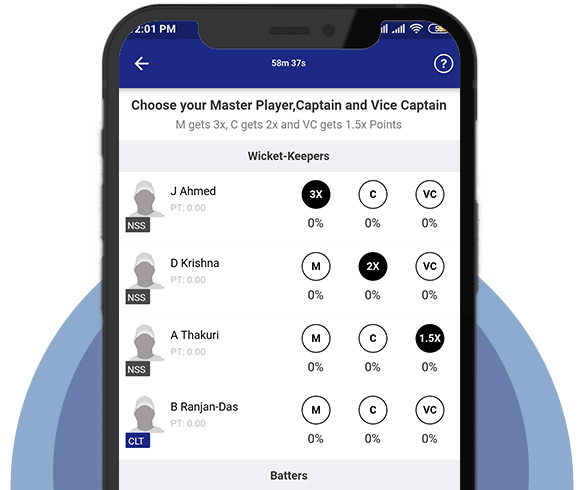 2:01 PM
58m 37s
?
Choose your Master Player,Captain and Vice Captain
M gets 3x, C gets 2x and VC gets 1.5x Points
Wicket-Keepers
J Ahmed
PT: 0.00
NSS
3X C VC
0% 0% 0%
D Krishna
PT: 0.00
NSS
M 2X VC
0% 0% 0%
A Thakuri
PT: 0.00
NSS
M C 1.5X
0% 0% 0%
B Ranjan-Das
PT: 0.00
CLT
M C VC
0% 0% 0%
Batters